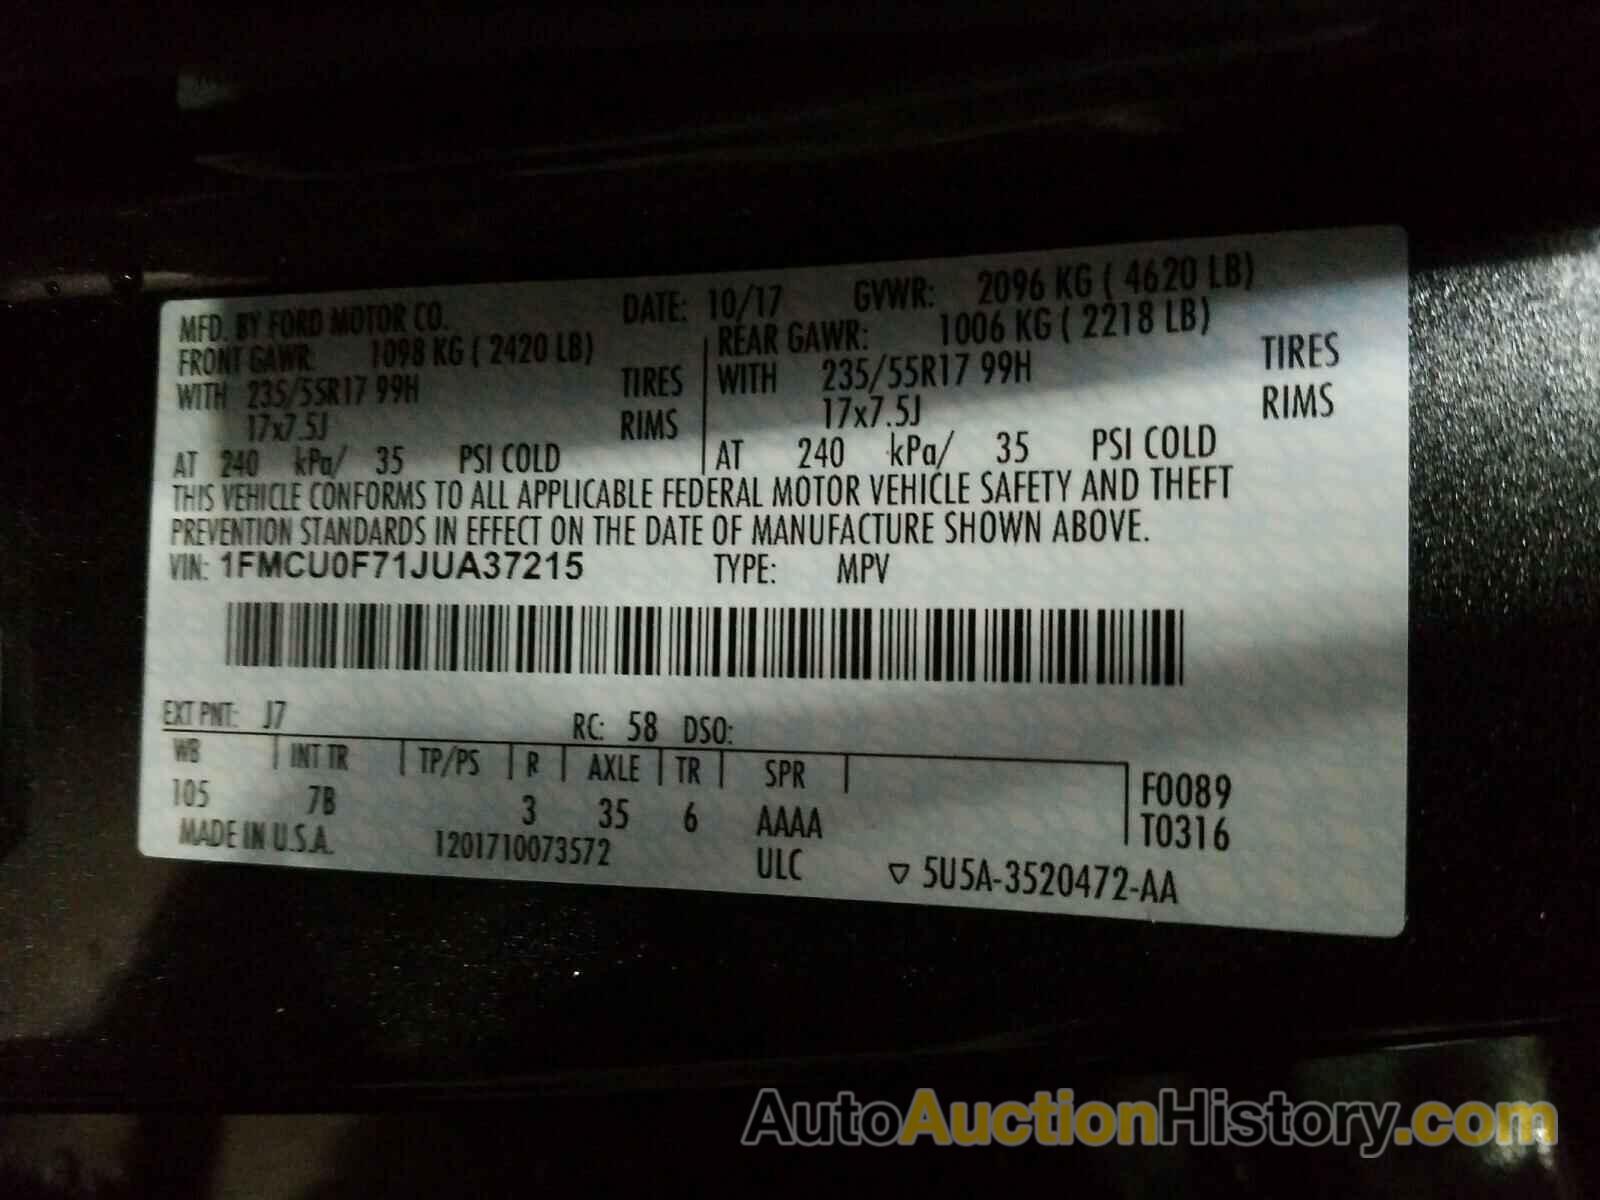 MFD. BY FORD MOTOR CO. DATE: 10/17 GVWR: 2096 KG ( 4620 LB)
FRONT GAWR: 1098 KG ( 2420 LB) REAR GAWR: 1006 KG ( 2218 LB)
WITH 235/55R17 99H TIRES WITH 235/55R17 99H TIRES
17x7.5J RIMS 17x7.5J RIMS
AT 240 kPa/ 35 PSI COLD AT 240 kPa/ 35 PSI COLD
THIS VEHICLE CONFORMS TO ALL APPLICABLE FEDERAL MOTOR VEHICLE SAFETY AND THEFT
PREVENTION STANDARDS IN EFFECT ON THE DATE OF MANUFACTURE SHOWN ABOVE.
VIN: 1FMCU0F71JUA37215 TYPE: MPV
EXT PNT: J7 RC: 58 DSO:
WB INT TR TP/PS R AXLE TR SPR
105 7B 3 35 6 AAAA F0089
T0316
MADE IN U.S.A. 1201710073572 ULC ▽ 5U5A-3520472-AA
AutoAuctionHistory.com